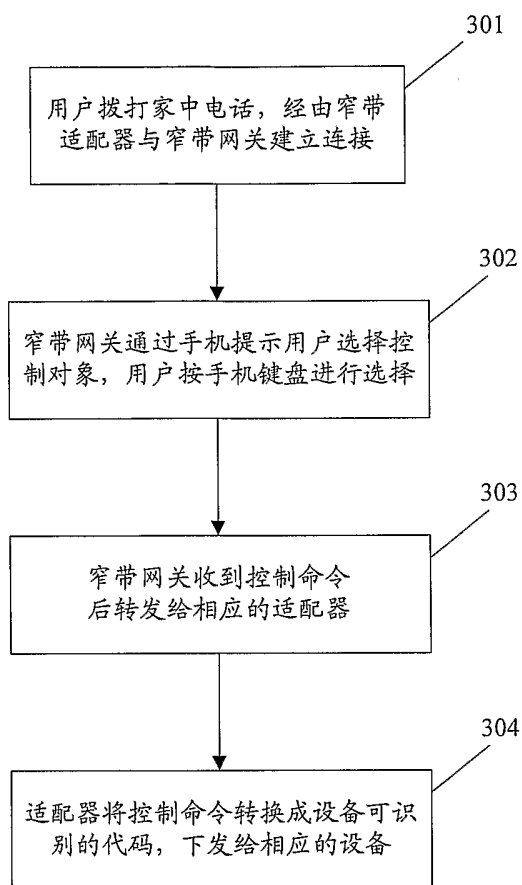 301
用户拨打家中电话，经由窄带
适配器与窄带网关建立连接
302
窄带网关通过手机提示用户选择控
制对象，用户按手机键盘进行选择
303
窄带网关收到控制命令
后转发给相应的适配器
304
适配器将控制命令转换成设备可识
别的代码，下发给相应的设备